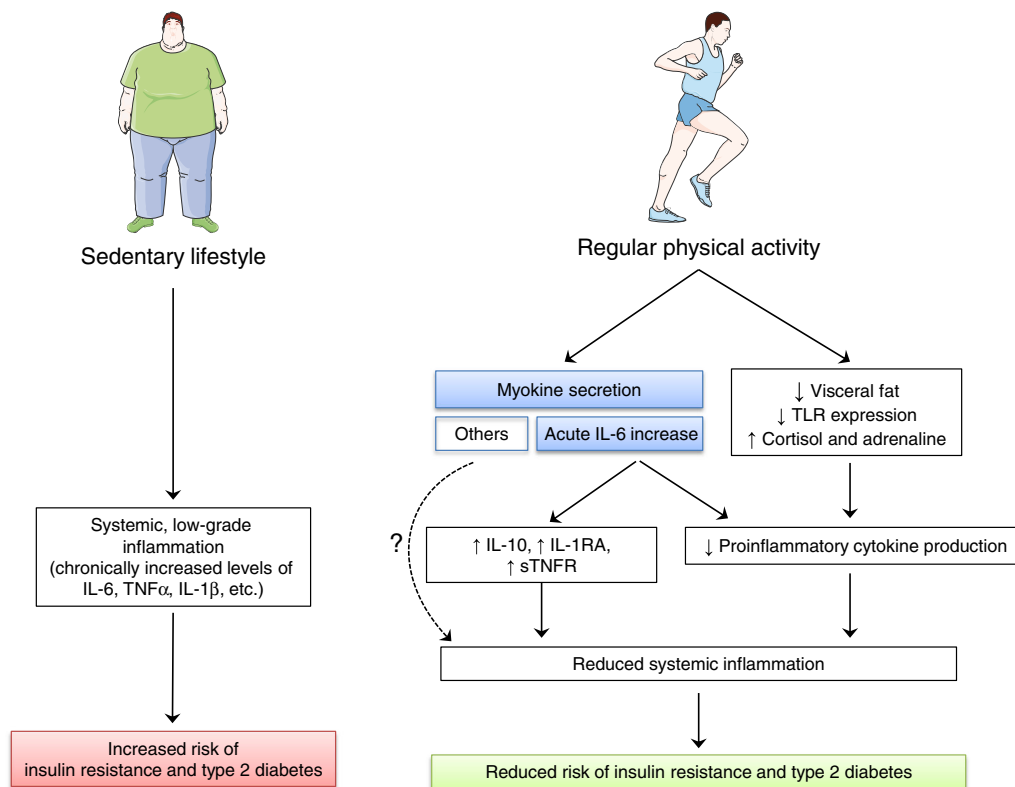 Sedentary lifestyle
Systemic, low-grade
inflammation
(chronically increased levels of
IL-6, TNFα, IL-1β, etc.)
Increased risk of
insulin resistance and type 2 diabetes
Regular physical activity
Myokine secretion
Others
Acute IL-6 increase
↓ Visceral fat
↓ TLR expression
↑ Cortisol and adrenaline
?
↑ IL-10, ↑ IL-1RA,
↑ sTNFR
↓ Proinflammatory cytokine production
Reduced systemic inflammation
Reduced risk of insulin resistance and type 2 diabetes